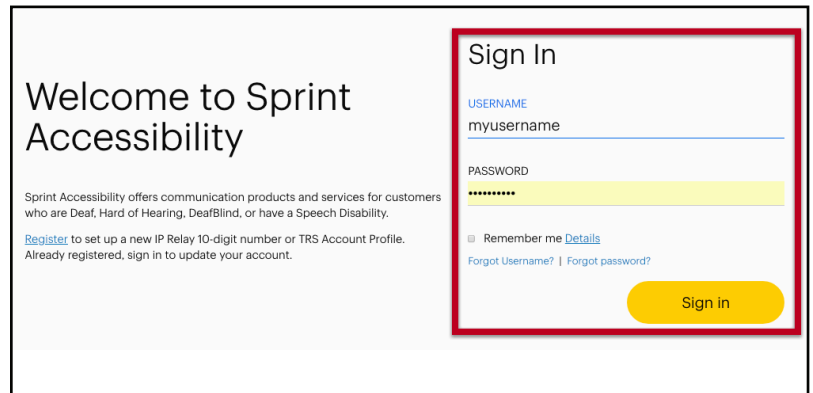 Welcome to Sprint
Accessibility
Sprint Accessibility offers communication products and services for customers
who are Deaf, Hard of Hearing, DeafBlind, or have a Speech Disability.
Register to set up a new IP Relay 10-digit number or TRS Account Profile.
Already registered, sign in to update your account.
Sign In
USERNAME
myusername
PASSWORD
••••••••••
Remember me Details
Forgot Username? | Forgot password?
Sign in